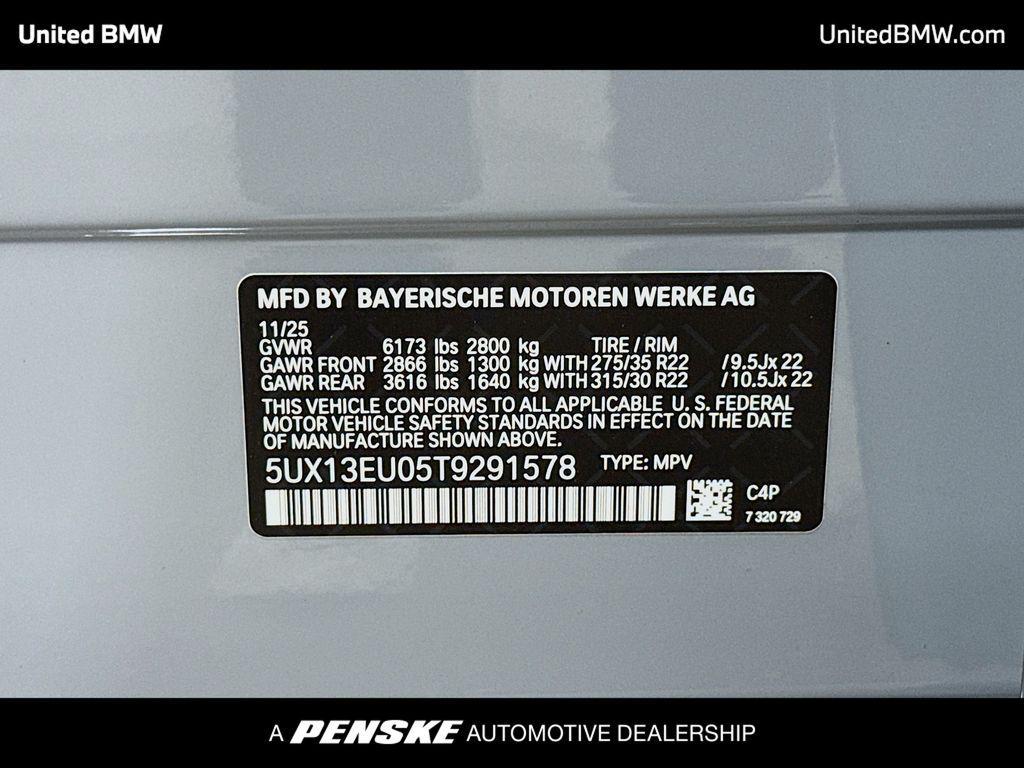 United BMW UnitedBMW.com
MFD BY BAYERISCHE MOTOREN WERKE AG
11/25
GVWR 6173 lbs 2800 kg TIRE / RIM
GAWR FRONT 2866 lbs 1300 kg WITH 275/35 R22 /9.5Jx 22
GAWR REAR 3616 lbs 1640 kg WITH 315/30 R22 /10.5Jx 22
THIS VEHICLE CONFORMS TO ALL APPLICABLE U. S. FEDERAL
MOTOR VEHICLE SAFETY STANDARDS IN EFFECT ON THE DATE
OF MANUFACTURE SHOWN ABOVE.
5UX13EU05T9291578 TYPE: MPV
C4P
7 320 729
A PENSKE AUTOMOTIVE DEALERSHIP